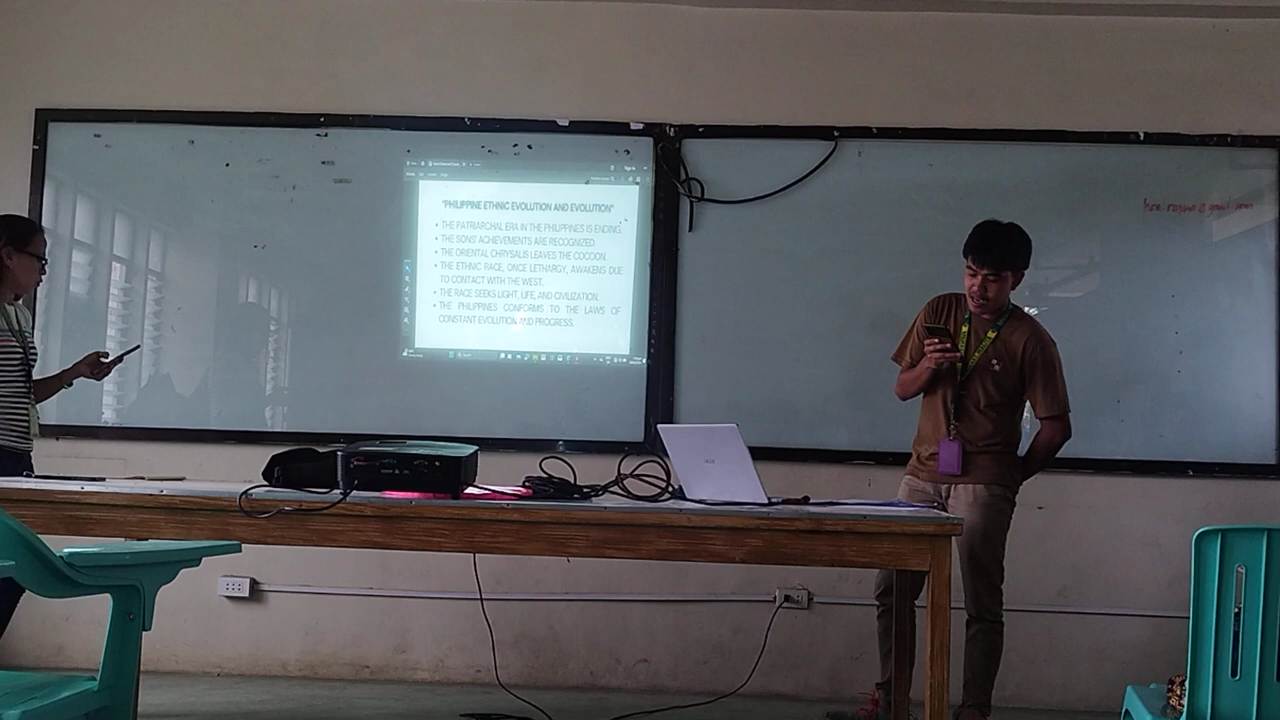 "PHILIPPINE ETHNIC EVOLUTION AND EVOLUTION"
• THE PATRIARCHAL ERA IN THE PHILIPPINES IS ENDING.
• THE SONS' ACHIEVEMENTS ARE RECOGNIZED.
• THE ORIENTAL CHRYSALIS LEAVES THE COCOON.
• THE ETHNIC RACE, ONCE LETHARGY, AWAKENS DUE
TO CONTACT WITH THE WEST.
• THE RACE SEEKS LIGHT, LIFE, AND CIVILIZATION.
• THE PHILIPPINES CONFORMS TO THE LAWS OF
CONSTANT EVOLUTION AND PROGRESS.